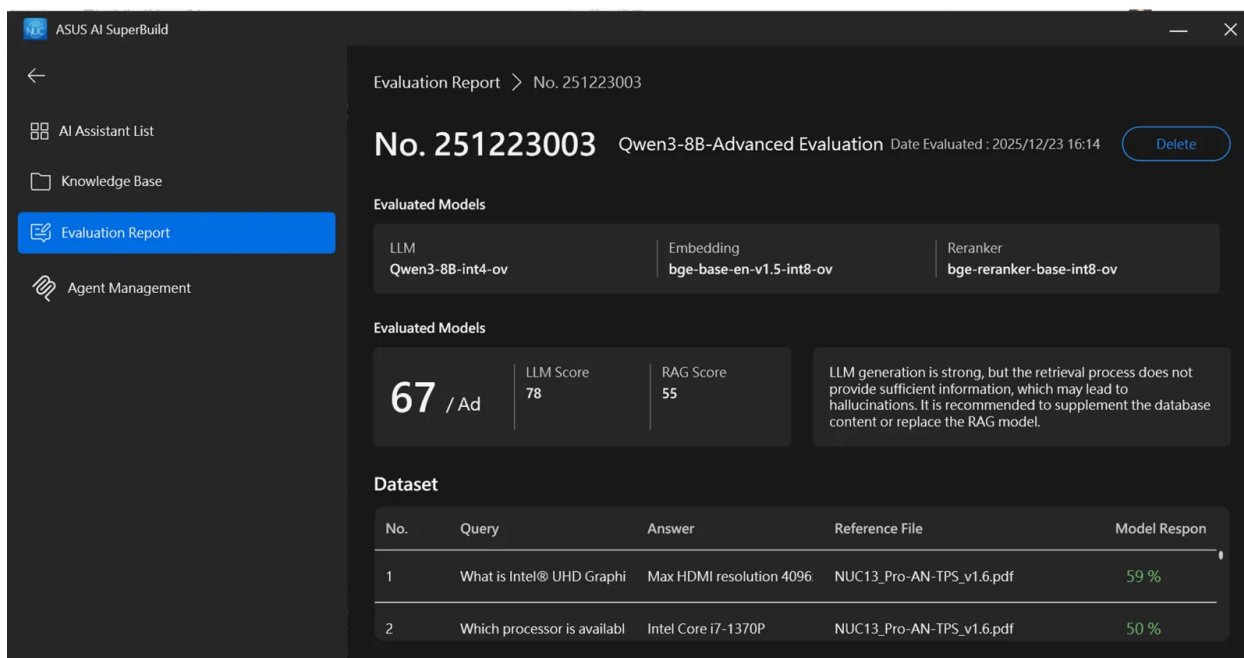 NUC
ASUS AI SuperBuild
AI Assistant List
Knowledge Base
Evaluation Report
Agent Management
Evaluation Report > No. 251223003
No. 251223003 Qwen3-8B-Advanced Evaluation Date Evaluated : 2025/12/23 16:14 Delete
Evaluated Models
LLM Embedding Reranker
Qwen3-8B-int4-ov bge-base-en-v1.5-int8-ov bge-reranker-base-int8-ov
Evaluated Models
67 / Ad
LLM Score
78
RAG Score
55
LLM generation is strong, but the retrieval process does not
provide sufficient information, which may lead to
hallucinations. It is recommended to supplement the database
content or replace the RAG model.
Dataset
No. Query Answer Reference File Model Respon
1 What is Intel® UHD Graphi Max HDMI resolution 4096 NUC13_Pro-AN-TPS_v1.6.pdf 59 %
2 Which processor is availabl Intel Core i7-1370P NUC13_Pro-AN-TPS_v1.6.pdf 50 %